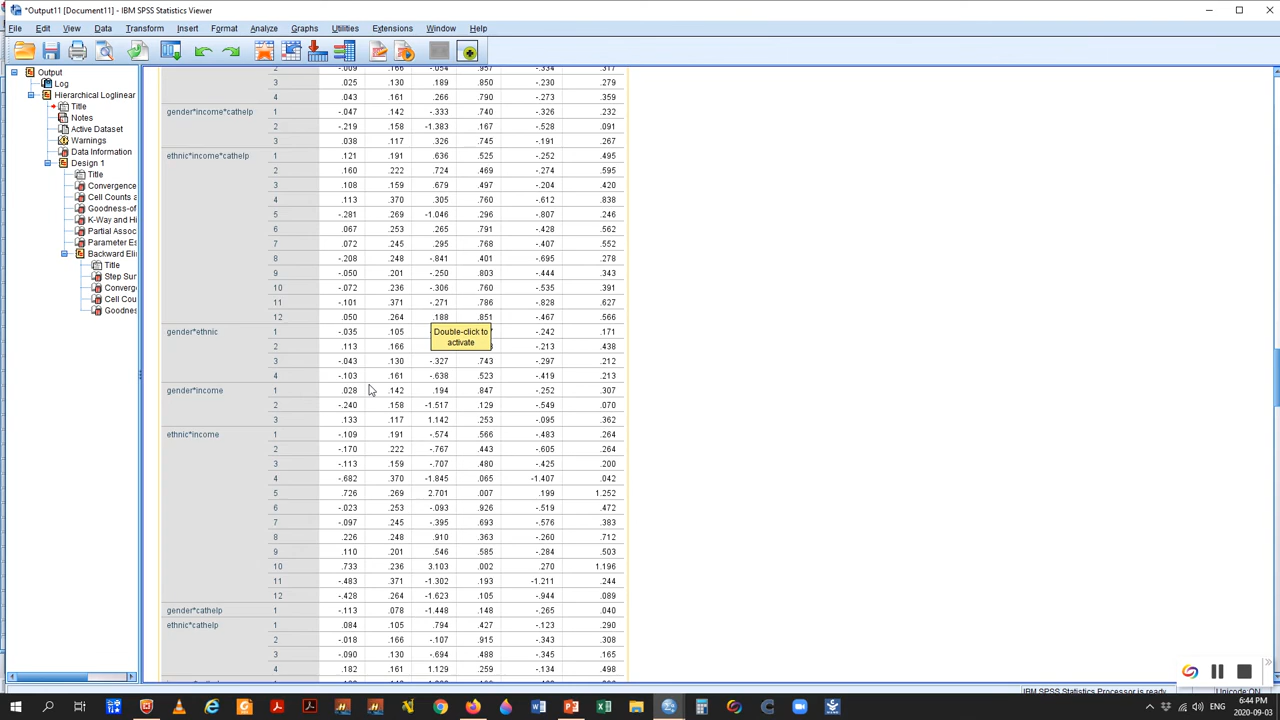 *Output11 [Document11] - IBM SPSS Statistics Viewer
File Edit View Data Transform Insert Format Analyze Graphs Utilities Extensions Window Help
Output
Log
Hierarchical Loglinear
Title
Notes
Active Dataset
Warnings
Data Information
Design 1
Title
Convergence
Cell Counts a
Goodness-of
K-Way and Hi
Partial Assoc
Parameter Es
Backward Eli
Title
Step Sur
Converg
Cell Cou
Goodnes
2 -.009 .166 -.054 .957 -.334 .317
3 .025 .130 .189 .850 -.230 .279
4 .043 .161 .266 .790 -.273 .359
gender*income*cathelp 1 -.047 .142 -.333 .740 -.326 .232
2 -.219 .158 -1.383 .167 -.528 .091
3 .038 .117 .326 .745 -.191 .267
ethnic*income*cathelp 1 .121 .191 .636 .525 -.252 .495
2 .160 .222 .724 .469 -.274 .595
3 .108 .159 .679 .497 -.204 .420
4 .113 .370 .305 .760 -.612 .838
5 -.281 .269 -1.046 .296 -.807 .246
6 .067 .253 .265 .791 -.428 .562
7 .072 .245 .295 .768 -.407 .552
8 -.208 .248 -.841 .401 -.695 .278
9 -.050 .201 -.250 .803 -.444 .343
10 -.072 .236 -.306 .760 -.535 .391
11 -.101 .371 -.271 .786 -.828 .627
12 .050 .264 .188 .851 -.467 .566
gender*ethnic 1 -.035 .105 -.242 .171
2 .113 .166 -.213 .438
Double-click to
activate
3 -.043 .130 -.327 .743 -.297 .212
4 -.103 .161 -.638 .523 -.419 .213
gender*income 1 .028 .142 .194 .847 -.252 .307
2 -.240 .158 -1.517 .129 -.549 .070
3 .133 .117 1.142 .253 -.095 .362
ethnic*income 1 -.109 .191 -.574 .566 -.483 .264
2 -.170 .222 -.767 .443 -.605 .264
3 -.113 .159 -.707 .480 -.425 .200
4 -.682 .370 -1.845 .065 -1.407 .042
5 .726 .269 2.701 .007 .199 1.252
6 -.023 .253 -.093 .926 -.519 .472
7 -.097 .245 -.395 .693 -.576 .383
8 .226 .248 .910 .363 -.260 .712
9 .110 .201 .546 .585 -.284 .503
10 .733 .236 3.103 .002 .270 1.196
11 -.483 .371 -1.302 .193 -1.211 .244
12 -.428 .264 -1.623 .105 -.944 .089
gender*cathelp 1 -.113 .078 -1.448 .148 -.265 .040
ethnic*cathelp 1 .084 .105 .794 .427 -.123 .290
2 -.018 .166 -.107 .915 -.343 .308
3 -.090 .130 -.694 .488 -.345 .165
4 .182 .161 1.129 .259 -.134 .498
IBM SPSS Statistics Processor is ready
Unicode:ON
ENG
6:44 PM
2020-09-03